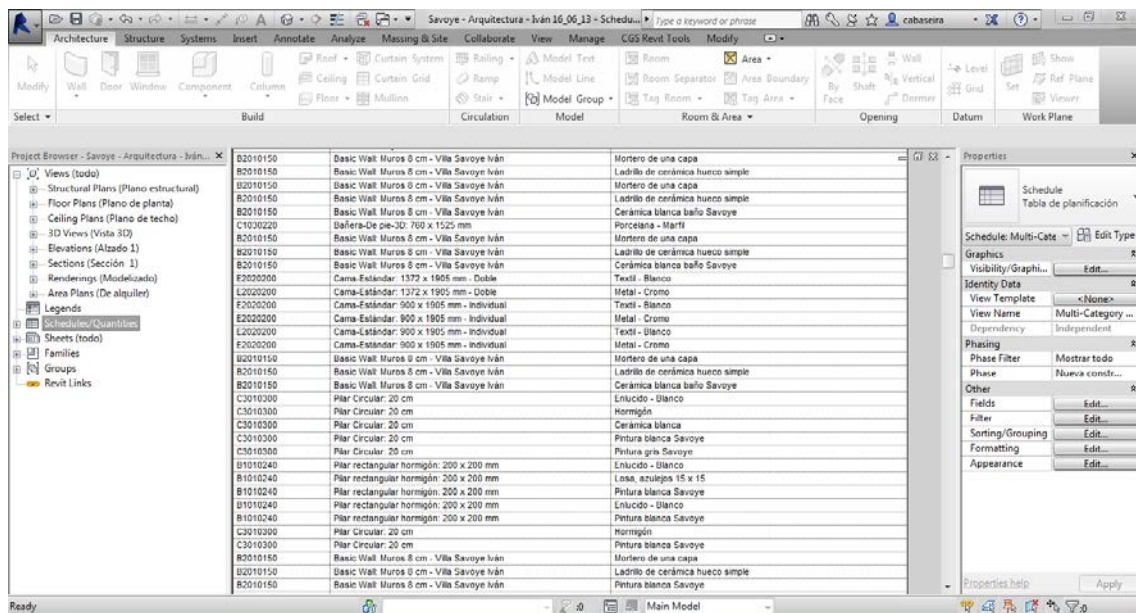 Savoye - Arquitectura - Iván 16_06_13 - Schedu... Type a keyword or phrase cabaseira
Architecture Structure Systems Insert Annotate Analyze Massing & Site Collaborate View Manage CGS Revit Tools Modify
Roof Curtain System Railing Model Text Room Area Wall Level Show
Modify Wall Door Window Component Column Ceiling Curtain Grid Ramp Model Line Room Separator Area Boundary By Face Shaft Vertical Grid Set Ref Plane
Floor Mullion Stair Model Group Tag Room Tag Area Dormer Viewer
Select Build Circulation Model Room & Area Opening Datum Work Plane
Project Browser - Savoye - Arquitectura - Iván...
Views (todo)
Structural Plans (Plano estructural)
Floor Plans (Plano de planta)
Ceiling Plans (Plano de techo)
3D Views (Vista 3D)
Elevations (Alzado 1)
Sections (Sección 1)
Renderings (Modelizado)
Area Plans (De alquiler)
Legends
Schedules/Quantities
Sheets (todo)
Families
Groups
Revit Links
B2010150 Basic Wall: Muros 8 cm - Villa Savoye Iván Mortero de una capa
B2010150 Basic Wall: Muros 8 cm - Villa Savoye Iván Ladrillo de cerámica hueco simple
B2010150 Basic Wall: Muros 8 cm - Villa Savoye Iván Mortero de una capa
B2010150 Basic Wall: Muros 8 cm - Villa Savoye Iván Ladrillo de cerámica hueco simple
B2010150 Basic Wall: Muros 8 cm - Villa Savoye Iván Cerámica blanca baño Savoye
C1030220 Bañera-De pie-3D: 760 x 1525 mm Porcelana - Marfil
B2010150 Basic Wall: Muros 8 cm - Villa Savoye Iván Mortero de una capa
B2010150 Basic Wall: Muros 8 cm - Villa Savoye Iván Ladrillo de cerámica hueco simple
B2010150 Basic Wall: Muros 8 cm - Villa Savoye Iván Cerámica blanca baño Savoye
E2020200 Cama-Estándar: 1372 x 1905 mm - Doble Textil - Blanco
E2020200 Cama-Estándar: 1372 x 1905 mm - Doble Metal - Cromo
E2020200 Cama-Estándar: 900 x 1905 mm - Individual Textil - Blanco
E2020200 Cama-Estándar: 900 x 1905 mm - Individual Metal - Cromo
E2020200 Cama-Estándar: 900 x 1905 mm - Individual Textil - Blanco
E2020200 Cama-Estándar: 900 x 1905 mm - Individual Metal - Cromo
B2010150 Basic Wall: Muros 8 cm - Villa Savoye Iván Mortero de una capa
B2010150 Basic Wall: Muros 8 cm - Villa Savoye Iván Ladrillo de cerámica hueco simple
B2010150 Basic Wall: Muros 8 cm - Villa Savoye Iván Cerámica blanca baño Savoye
C3010300 Pilar Circular: 20 cm Enlucido - Blanco
C3010300 Pilar Circular: 20 cm Hormigón
C3010300 Pilar Circular: 20 cm Cerámica blanca
C3010300 Pilar Circular: 20 cm Pintura blanca Savoye
C3010300 Pilar Circular: 20 cm Pintura gris Savoye
B1010240 Pilar rectangular hormigón: 200 x 200 mm Enlucido - Blanco
B1010240 Pilar rectangular hormigón: 200 x 200 mm Losa, azulejos 15 x 15
B1010240 Pilar rectangular hormigón: 200 x 200 mm Pintura blanca Savoye
B1010240 Pilar rectangular hormigón: 200 x 200 mm Enlucido - Blanco
B1010240 Pilar rectangular hormigón: 200 x 200 mm Pintura blanca Savoye
C3010300 Pilar Circular: 20 cm Hormigón
C3010300 Pilar Circular: 20 cm Pintura blanca Savoye
B2010150 Basic Wall: Muros 8 cm - Villa Savoye Iván Mortero de una capa
B2010150 Basic Wall: Muros 8 cm - Villa Savoye Iván Ladrillo de cerámica hueco simple
B2010150 Basic Wall: Muros 8 cm - Villa Savoye Iván Pintura blanca Savoye
Properties
Schedule
Tabla de planificación
Schedule: Multi-Cate Edit Type
Graphics
Visibility/Graphi... Edit...
Identity Data
View Template <None>
View Name Multi-Category ...
Dependency Independent
Phasing
Phase Filter Mostrar todo
Phase Nueva constr...
Other
Fields Edit...
Filter Edit...
Sorting/Grouping Edit...
Formatting Edit...
Appearance Edit...
Properties help Apply
Ready :0 Main Model :0